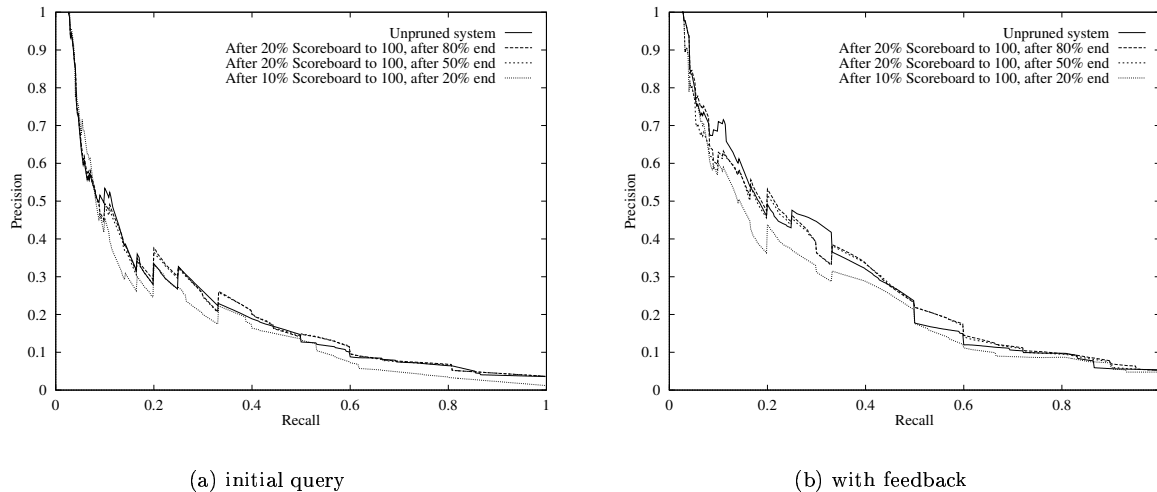 1
0.9
0.8
0.7
0.6
0.5
0.4
0.3
0.2
0.1
0
Precision
0 0.2 0.4 0.6 0.8 1
Recall
Unpruned system
After 20% Scoreboard to 100, after 80% end
After 20% Scoreboard to 100, after 50% end
After 10% Scoreboard to 100, after 20% end
(a) initial query
1
0.9
0.8
0.7
0.6
0.5
0.4
0.3
0.2
0.1
0
Precision
0 0.2 0.4 0.6 0.8 1
Recall
Unpruned system
After 20% Scoreboard to 100, after 80% end
After 20% Scoreboard to 100, after 50% end
After 10% Scoreboard to 100, after 20% end
(b) with feedback